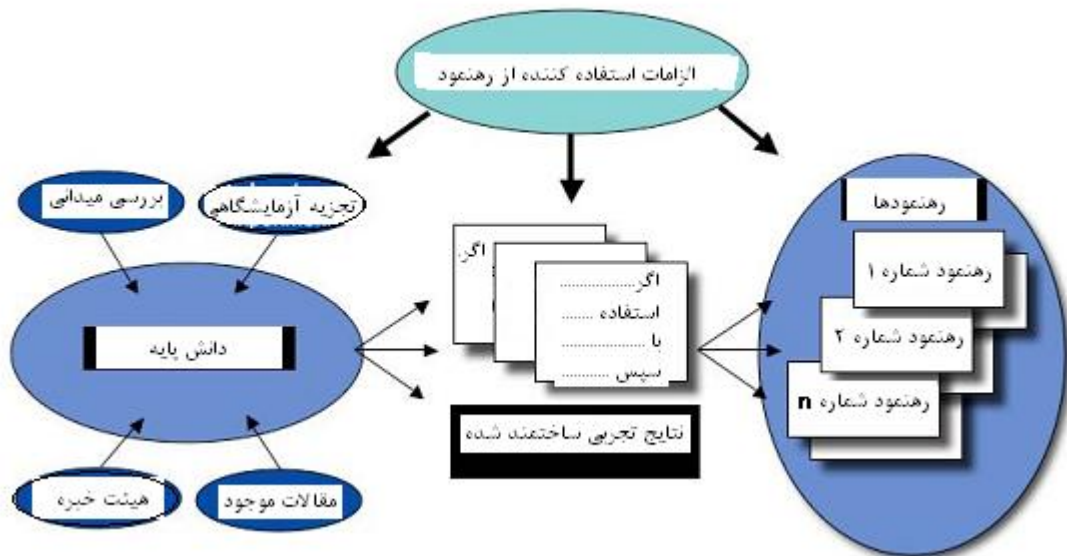 الزامات استفاده کننده از رهنمود
بررسی میدانی
تجزیه آزمایشگاهی
دانش پایه
هیئت خبره
مقالات موجود
اگر
اگر................
استفاده .......
با ..................
سپس ..........
نتایج تجربی ساختمند شده
رهنمودها
رهنمود شماره ۱
رهنمود شماره ۲
رهنمود شماره n